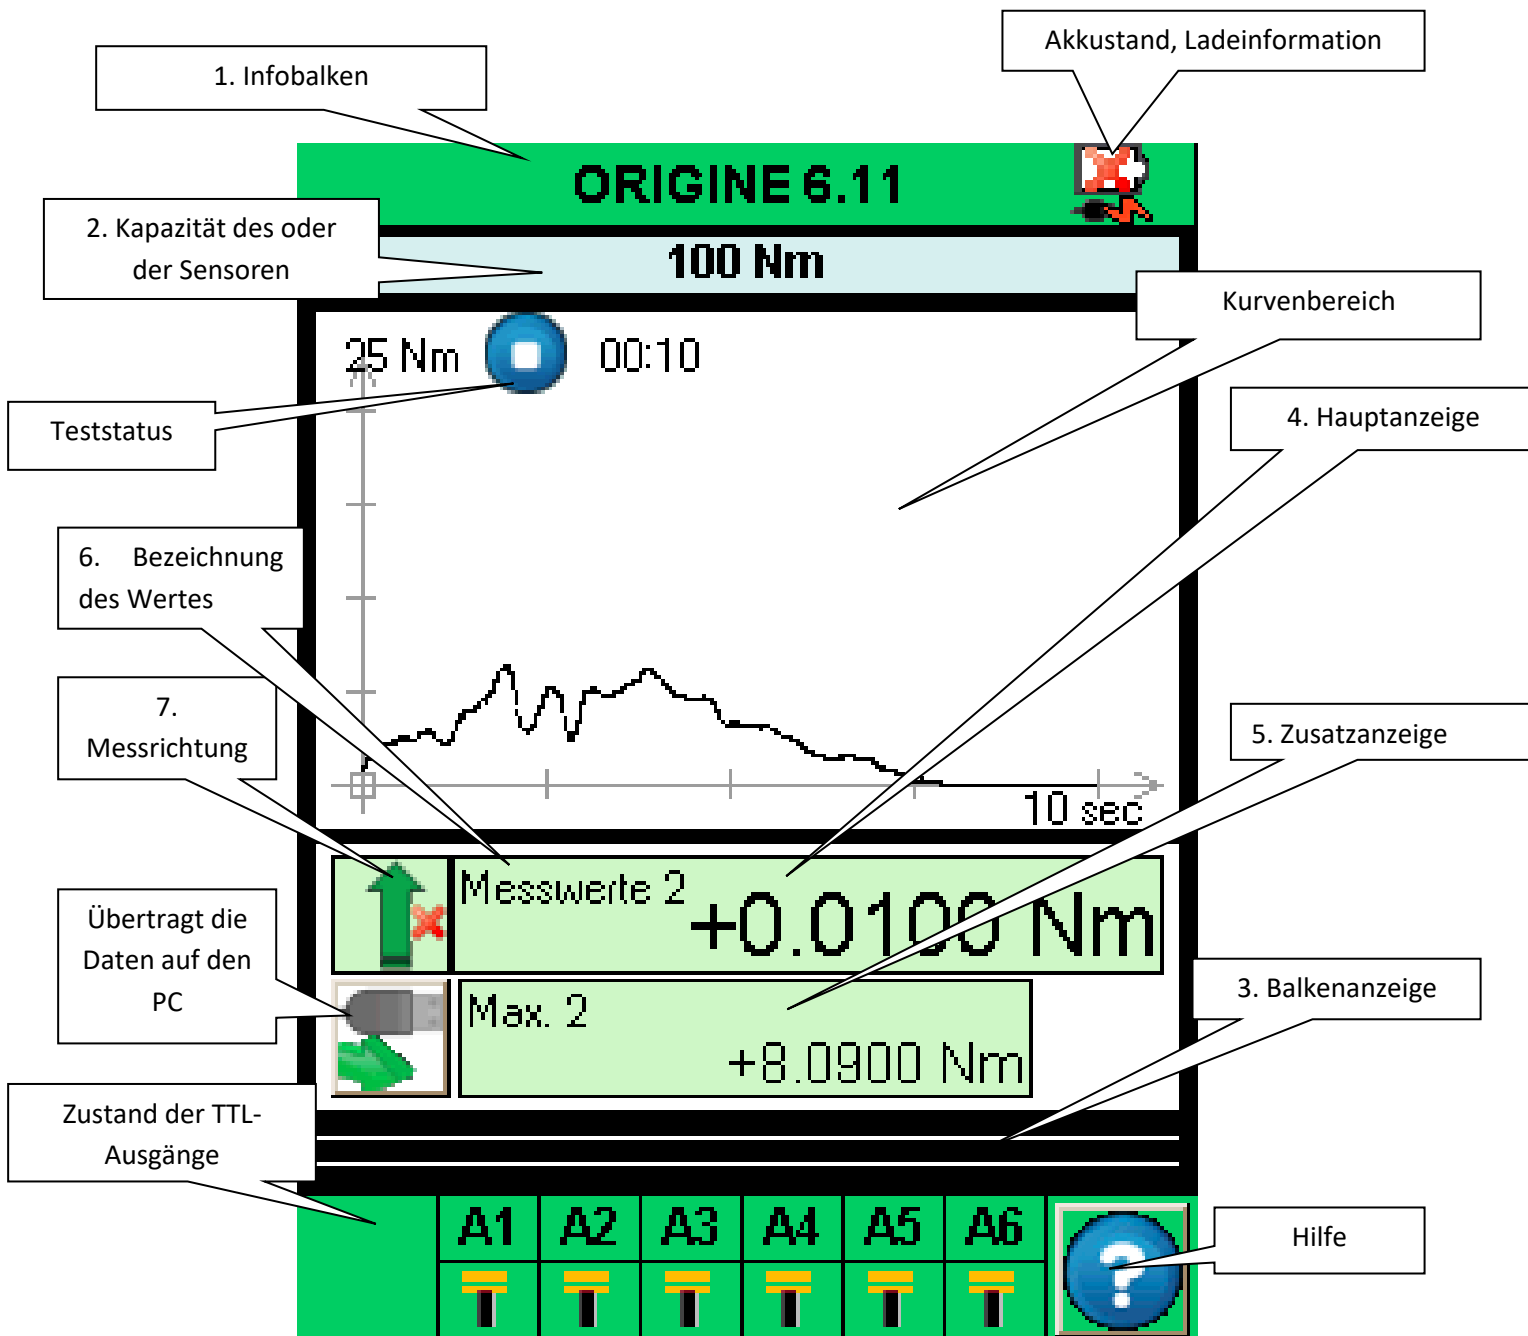 Akkustand, Ladeinformation
1. Infobalken
ORIGINE 6.11
2. Kapazität des oder
der Sensoren
100 Nm
Kurvenbereich
25 Nm
00:10
Teststatus
4. Hauptanzeige
6. Bezeichnung
des Wertes
7.
Messrichtung
5. Zusatzanzeige
10 sec
Messwerte 2
+0.0100 Nm
Übertragt die
Daten auf den
PC
3. Balkenanzeige
Max. 2
+8.0900 Nm
Zustand der TTL-
Ausgänge
A1 A2 A3 A4 A5 A6
?
Hilfe